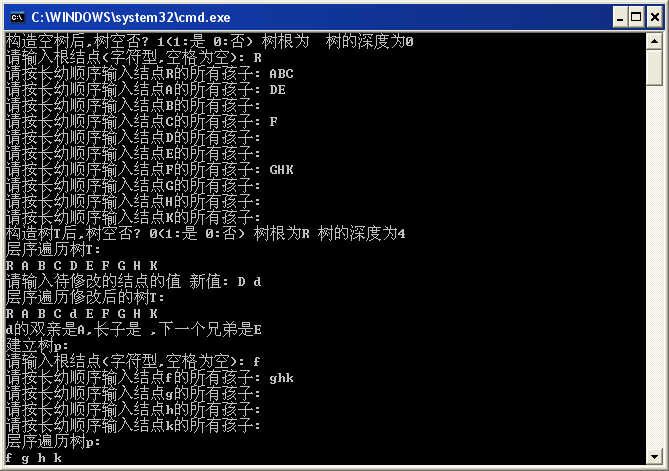 C:\WINDOWS\system32\cmd.exe
构造空树后,树空否? 1(1:是 0:否) 树根为  树的深度为0
请输入根结点(字符型,空格为空): R
请按长幼顺序输入结点R的所有孩子: ABC
请按长幼顺序输入结点A的所有孩子: DE
请按长幼顺序输入结点B的所有孩子:
请按长幼顺序输入结点C的所有孩子: F
请按长幼顺序输入结点D的所有孩子:
请按长幼顺序输入结点E的所有孩子:
请按长幼顺序输入结点F的所有孩子: GHK
请按长幼顺序输入结点G的所有孩子:
请按长幼顺序输入结点H的所有孩子:
请按长幼顺序输入结点K的所有孩子:
构造树T后,树空否? 0(1:是 0:否) 树根为R 树的深度为4
层序遍历树T:
R A B C D E F G H K
请输入待修改的结点的值 新值: D d
层序遍历修改后的树T:
R A B C d E F G H K
d的双亲是A,长子是 ,下一个兄弟是E
建立树p:
请输入根结点(字符型,空格为空): f
请按长幼顺序输入结点f的所有孩子: ghk
请按长幼顺序输入结点g的所有孩子:
请按长幼顺序输入结点h的所有孩子:
请按长幼顺序输入结点k的所有孩子:
层序遍历树p:
f g h k